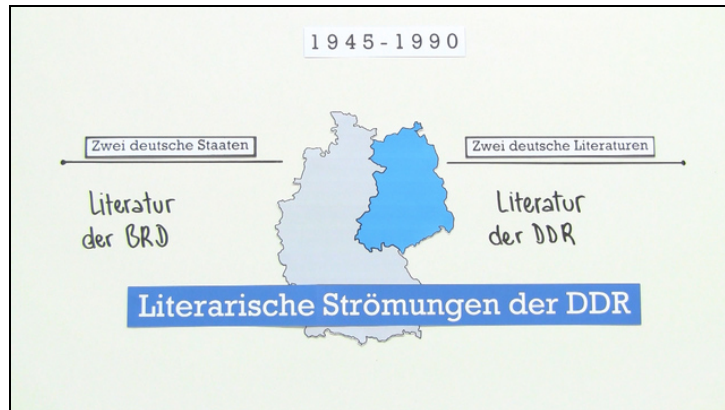 1945-1990
Zwei deutsche Staaten
Zwei deutsche Literaturen
Literatur
der BRD
Literatur
der DDR
Literarische Strömungen der DDR